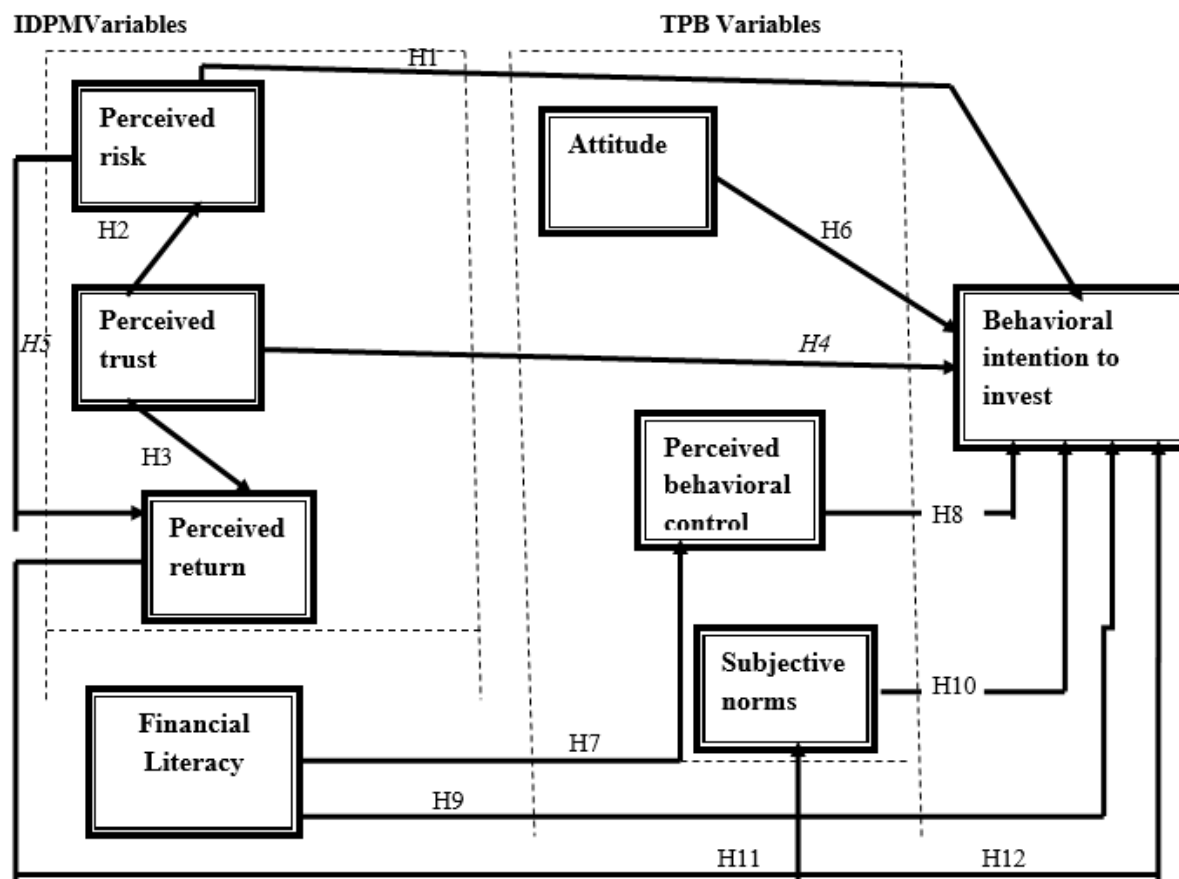 IDPMVariables
TPB Variables
H1
Perceived
risk
Attitude
H2
H6
Perceived
trust
H5
H4
Behavioral
intention to
invest
H3
Perceived
behavioral
control
Perceived
return
H8
Subjective
norms
H10
Financial
Literacy
H7
H9
H11
H12